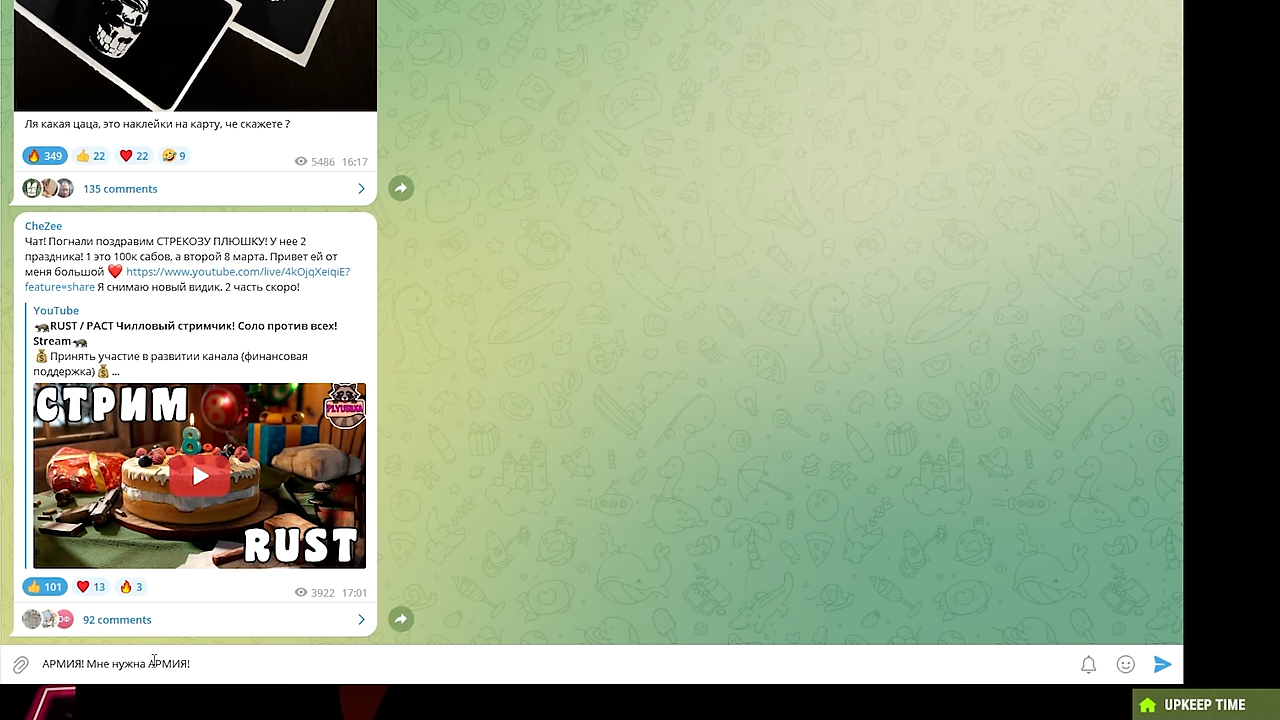 Ля какая цаца, это наклейки на карту, че скажете ?
🔥 349 👍 22 ❤️ 22 🤣 9
5486 16:17
135 comments
CheZee
Чат! Погнали поздравим СТРЕКОЗУ ПЛЮШКУ! У нее 2
праздника! 1 это 100к сабов, а второй 8 марта. Привет ей от
меня большой ❤️ https://www.youtube.com/live/4kOjqXeiqiE?
feature=share Я снимаю новый видик. 2 часть скоро!
YouTube
🦡RUST / РАСТ Чилловый стримчик! Соло против всех!
Stream🦡
💰Принять участие в развитии канала (финансовая
поддержка)💰...
СТРИМ
PLYUSHKA
8
RUST
👍 101 ❤️ 13 🔥 3
3922 17:01
ОФ
92 comments
АРМИЯ! Мне нужна АРМИЯ!
UPKEEP TIME